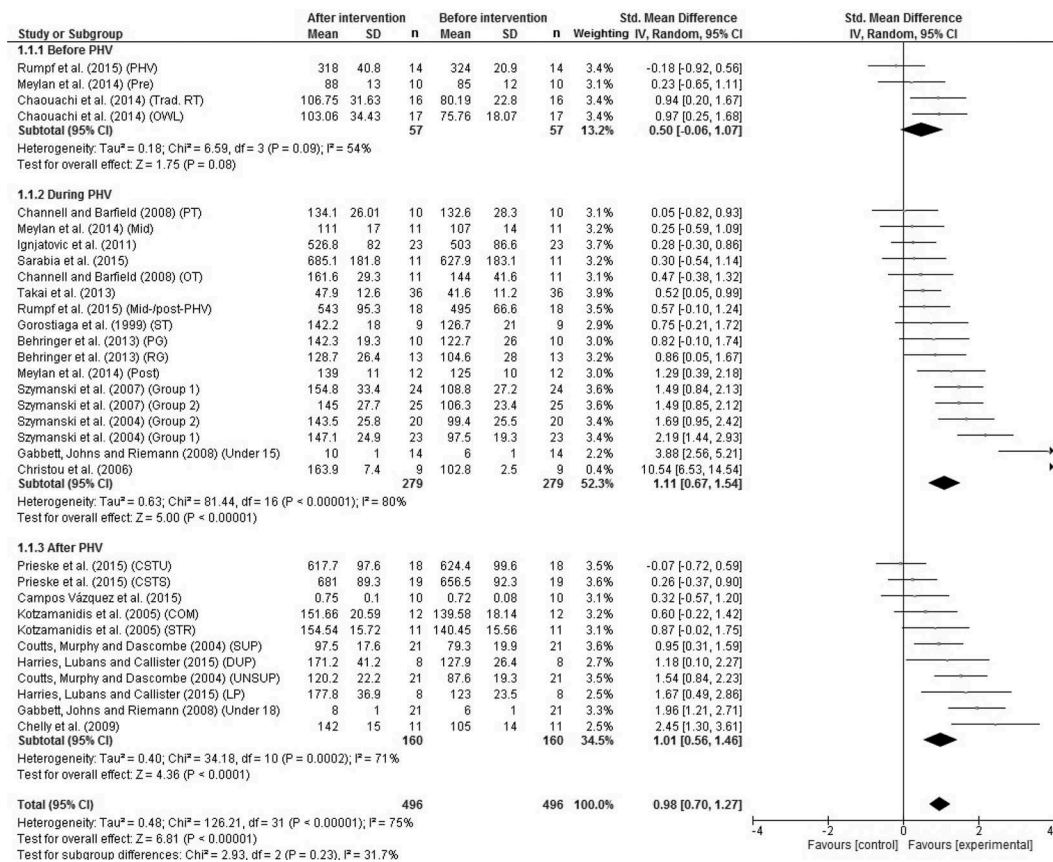 After intervention Before intervention Std. Mean Difference Std. Mean Difference
Study or Subgroup Mean SD n Mean SD n Weighting IV, Random, 95% CI IV, Random, 95% CI
1.1.1 Before PHV
Rumpf et al. (2015) (PHV) 318 40.8 14 324 20.9 14 3.4% -0.18 [-0.92, 0.56]
Meylan et al. (2014) (Pre) 88 13 10 85 12 10 3.1% 0.23 [-0.65, 1.11]
Chaouachi et al. (2014) (Trad. RT) 106.75 31.63 16 80.19 22.8 16 3.4% 0.94 [0.20, 1.67]
Chaouachi et al. (2014) (OWL) 103.06 34.43 17 75.76 18.07 17 3.4% 0.97 [0.25, 1.68]
Subtotal (95% CI) 57 57 13.2% 0.50 [-0.06, 1.07]
Heterogeneity: Tau² = 0.18; Chi² = 6.59, df = 3 (P = 0.09); I² = 54%
Test for overall effect: Z = 1.75 (P = 0.08)
1.1.2 During PHV
Channell and Barfield (2008) (PT) 134.1 26.01 10 132.6 28.3 10 3.1% 0.05 [-0.82, 0.93]
Meylan et al. (2014) (Mid) 111 17 11 107 14 11 3.2% 0.25 [-0.59, 1.09]
Ignjatovic et al. (2011) 526.8 82 23 503 86.6 23 3.7% 0.28 [-0.30, 0.86]
Sarabia et al. 2015) 685.1 181.8 11 627.9 183.1 11 3.2% 0.30 [-0.54, 1.14]
Channell and Barfield (2008) (OT) 161.6 29.3 11 144 41.6 11 3.1% 0.47 [-0.38, 1.32]
Takai et al. 2013) 47.9 12.6 36 41.6 11.2 36 3.9% 0.52 [0.05, 0.99]
Rumpf et al. (2015) (Mid-/post-PHV) 543 95.3 18 495 66.6 18 3.5% 0.57 [-0.10, 1.24]
Gorostiaga et al. (1999) (ST) 142.2 18 9 126.7 21 9 2.9% 0.75 [-0.21, 1.72]
Behringer et al. (2013) (PG) 142.3 19.3 10 122.7 26 10 3.0% 0.82 [-0.10, 1.74]
Behringer et al. (2013) (RG) 128.7 26.4 13 104.6 28 13 3.2% 0.86 [0.05, 1.67]
Meylan et al. (2014) (Post) 139 11 12 125 10 12 3.1% 1.29 [0.39, 2.18]
Szymanski et al. (2007) (Group 1) 154.8 33.4 24 108.8 27.2 24 3.6% 1.49 [0.84, 2.13]
Szymanski et al. (2007) (Group 2) 145 27.7 25 106.3 23.4 25 3.6% 1.49 [0.85, 2.12]
Szymanski et al. (2004) (Group 2) 143.5 25.8 20 99.4 25.5 20 3.4% 1.69 [0.95, 2.42]
Szymanski et al. (2004) (Group 1) 147.1 24.9 23 97.5 19.3 23 3.4% 2.19 [1.44, 2.93]
Gabbett, Johns and Riemann (2008) (Under 15) 10 1 14 6 1 14 2.2% 3.88 [2.56, 5.21]
Christou et al. (2006) 163.9 7.4 9 102.8 2.5 9 0.4% 10.54 [6.53, 14.54]
Subtotal (95% CI) 279 279 52.3% 1.11 [0.67, 1.54]
Heterogeneity: Tau² = 0.63; Chi² = 81.44, df = 16 (P < 0.00001); I² = 80%
Test for overall effect: Z = 5.00 (P < 0.00001)
1.1.3 After PHV
Prieske et al. (2015) (CSTU) 617.7 97.6 18 624.4 99.6 18 3.5% -0.07 [-0.72, 0.59]
Prieske et al. (2015) (CSTS) 681 89.3 19 656.5 92.3 19 3.6% 0.26 [-0.37, 0.90]
Campos Vázquez et al. (2015) 0.75 0.1 10 0.72 0.08 10 3.1% 0.32 [-0.57, 1.20]
Kotzamanidis et al. (2005) (COM) 151.66 20.59 12 139.58 18.14 12 3.2% 0.60 [-0.22, 1.42]
Kotzamanidis et al. (2005) (STR) 154.54 15.72 11 140.45 15.56 11 3.1% 0.87 [-0.02, 1.75]
Coutts, Murphy and Dascombe (2004) (SUP) 97.5 17.6 21 79.3 19.9 21 3.6% 0.95 [0.31, 1.59]
Harries, Lubans and Callister (2015) (DUP) 171.2 41.2 8 127.9 26.4 8 2.7% 1.18 [0.10, 2.27]
Coutts, Murphy and Dascombe (2004) (UNSUP) 120.2 22.2 21 87.6 19.3 21 3.5% 1.54 [0.84, 2.23]
Harries, Lubans and Callister (2015) (LP) 177.8 36.9 8 123 23.5 8 2.5% 1.67 [0.49, 2.86]
Gabbett, Johns and Riemann (2008) (Under 18) 8 1 21 6 1 21 3.4% 1.96 [1.21, 2.71]
Chelly et al. (2009) 142 15 11 105 14 11 2.5% 2.45 [1.30, 3.61]
Subtotal (95% CI) 160 160 34.5% 1.01 [0.56, 1.46]
Heterogeneity: Tau² = 0.40; Chi² = 34.18, df = 10 (P = 0.0002); I² = 71%
Test for overall effect: Z = 4.36 (P < 0.0001)
Total (95% CI) 496 496 100.0% 0.98 [0.70, 1.27]
Heterogeneity: Tau² = 0.48; Chi² = 126.21, df = 31 (P < 0.00001); I² = 75%
Test for overall effect: Z = 6.81 (P < 0.00001)
Test for subgroup differences: Chi² = 2.93, df = 2 (P = 0.23), I² = 31.7%
-4 -2 0 2 4
Favours [control] Favours [experimental]